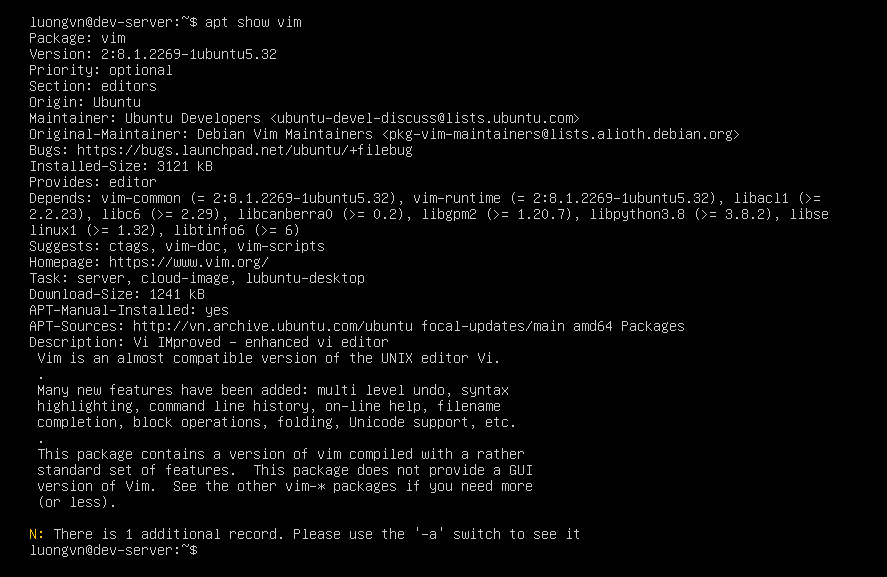 luongvn@dev-server:~$ apt show vim
Package: vim
Version: 2:8.1.2269-1ubuntu5.32
Priority: optional
Section: editors
Origin: Ubuntu
Maintainer: Ubuntu Developers <ubuntu-devel-discuss@lists.ubuntu.com>
Original-Maintainer: Debian Vim Maintainers <pkg-vim-maintainers@lists.alioth.debian.org>
Bugs: https://bugs.launchpad.net/ubuntu/+filebug
Installed-Size: 3121 kB
Provides: editor
Depends: vim-common (= 2:8.1.2269-1ubuntu5.32), vim-runtime (= 2:8.1.2269-1ubuntu5.32), libacl1 (>=
2.2.23), libc6 (>= 2.29), libcanberra0 (>= 0.2), libgpm2 (>= 1.20.7), libpython3.8 (>= 3.8.2), libse
linux1 (>= 1.32), libtinfo6 (>= 6)
Suggests: ctags, vim-doc, vim-scripts
Homepage: https://www.vim.org/
Task: server, cloud-image, lubuntu-desktop
Download-Size: 1241 kB
APT-Manual-Installed: yes
APT-Sources: http://vn.archive.ubuntu.com/ubuntu focal-updates/main amd64 Packages
Description: Vi IMproved - enhanced vi editor
 Vim is an almost compatible version of the UNIX editor Vi.
 .
 Many new features have been added: multi level undo, syntax
 highlighting, command line history, on-line help, filename
 completion, block operations, folding, Unicode support, etc.
 .
 This package contains a version of vim compiled with a rather
 standard set of features.  This package does not provide a GUI
 version of Vim.  See the other vim-* packages if you need more
 (or less).

N: There is 1 additional record. Please use the '-a' switch to see it
luongvn@dev-server:~$